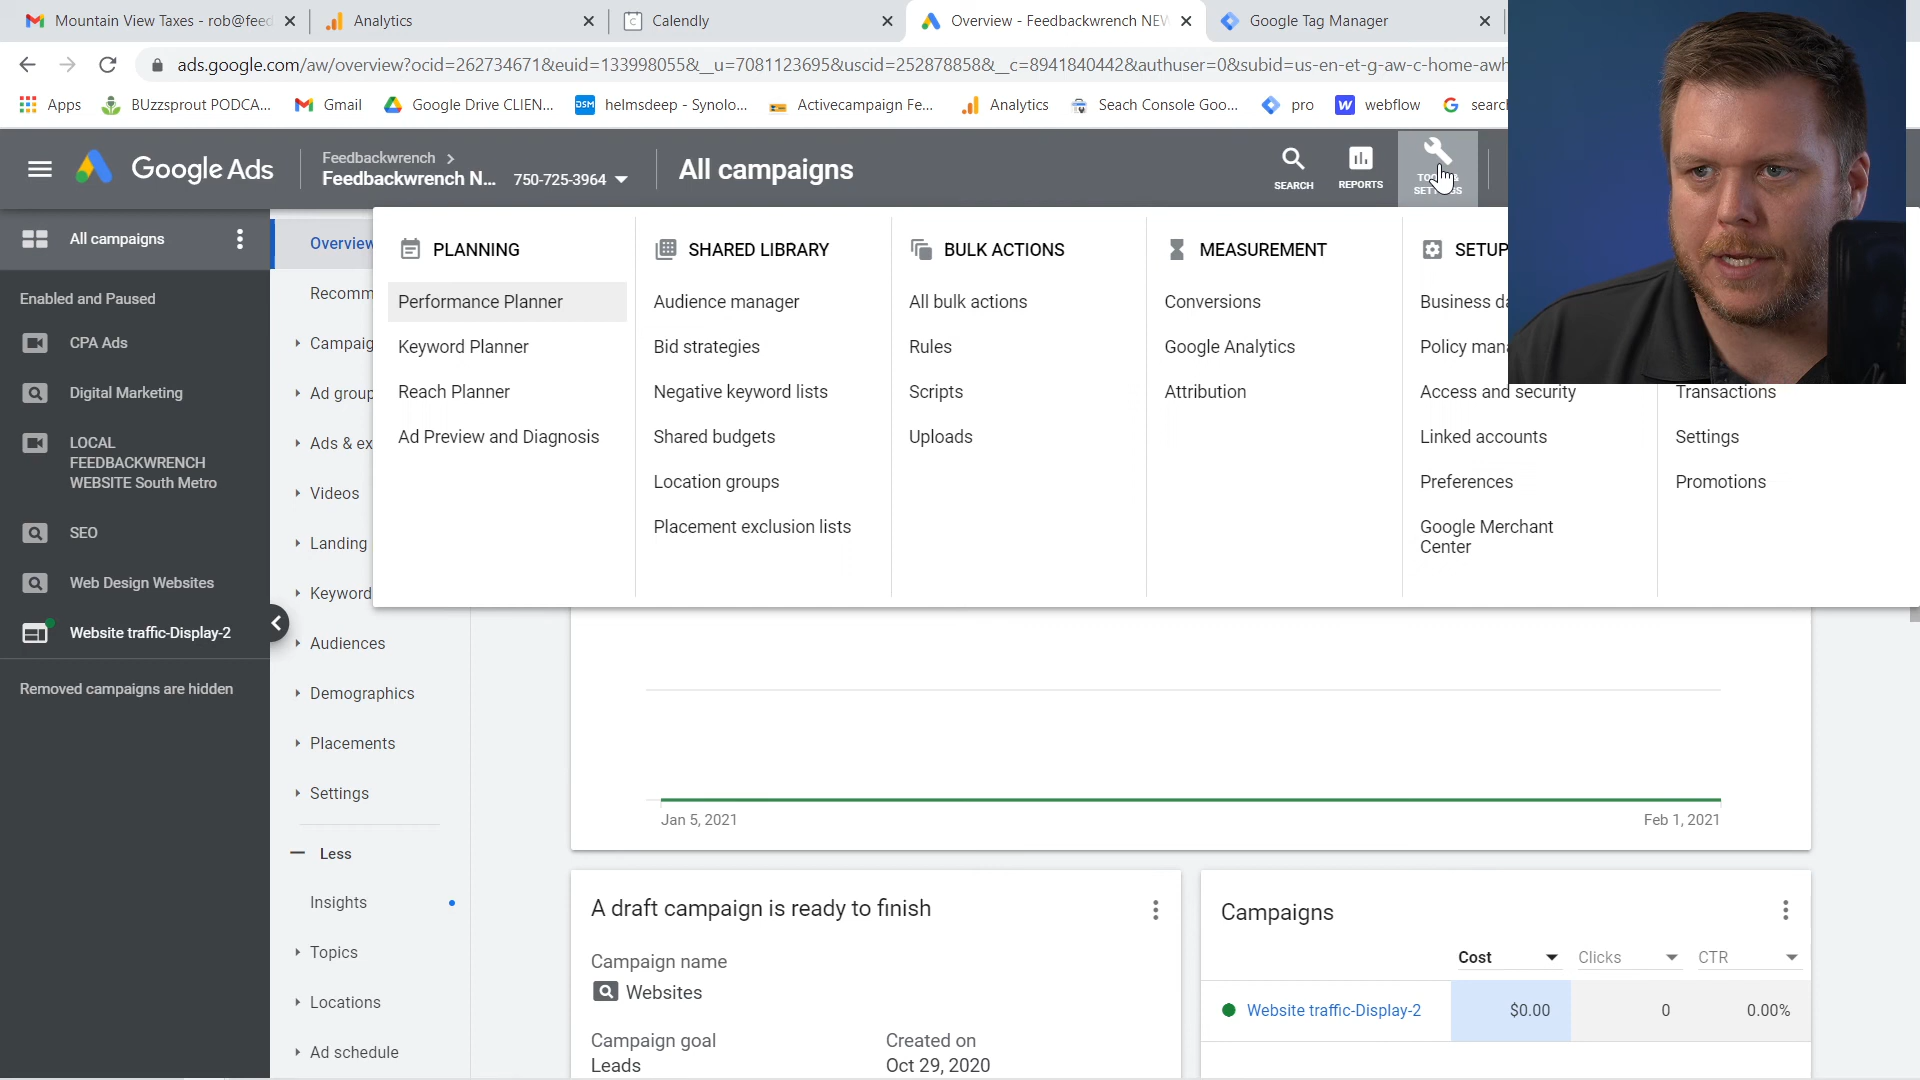 Mountain View Taxes - rob@feed
Analytics
Calendly
Overview - Feedbackwrench NEW
Google Tag Manager
ads.google.com/aw/overview?ocid=262734671&euid=133998055&__u=7081123695&uscid=252878858&__c=8941840442&authuser=0&subid=us-en-et-g-aw-c-home-awh
Apps
BUzzsprout PODCA...
Gmail
Google Drive CLIEN...
DSM
helmsdeep - Synolo...
Activecampaign Fe...
Analytics
Seach Console Goo...
pro
webflow
Google Ads
Feedbackwrench >
Feedbackwrench N...
750-725-3964
All campaigns
SEARCH
REPORTS
All campaigns
Enabled and Paused
CPA Ads
Digital Marketing
LOCAL
FEEDBACKWRENCH
WEBSITE South Metro
SEO
Web Design Websites
Website traffic-Display-2
Removed campaigns are hidden
Overview
Recomm
Campaig
Ad group
Ads & ex
Videos
Landing
Keyword
Audiences
Demographics
Placements
Settings
Less
Insights
Topics
Locations
Ad schedule
PLANNING
Performance Planner
Keyword Planner
Reach Planner
Ad Preview and Diagnosis
SHARED LIBRARY
Audience manager
Bid strategies
Negative keyword lists
Shared budgets
Location groups
Placement exclusion lists
BULK ACTIONS
All bulk actions
Rules
Scripts
Uploads
MEASUREMENT
Conversions
Google Analytics
Attribution
SETUP
Business da
Policy mana
Access and security
Linked accounts
Preferences
Google Merchant
Center
Transactions
Settings
Promotions
Jan 5, 2021
Feb 1, 2021
A draft campaign is ready to finish
Campaign name
Websites
Campaign goal
Leads
Created on
Oct 29, 2020
Campaigns
Cost
Clicks
CTR
Website traffic-Display-2
$0.00
0
0.00%